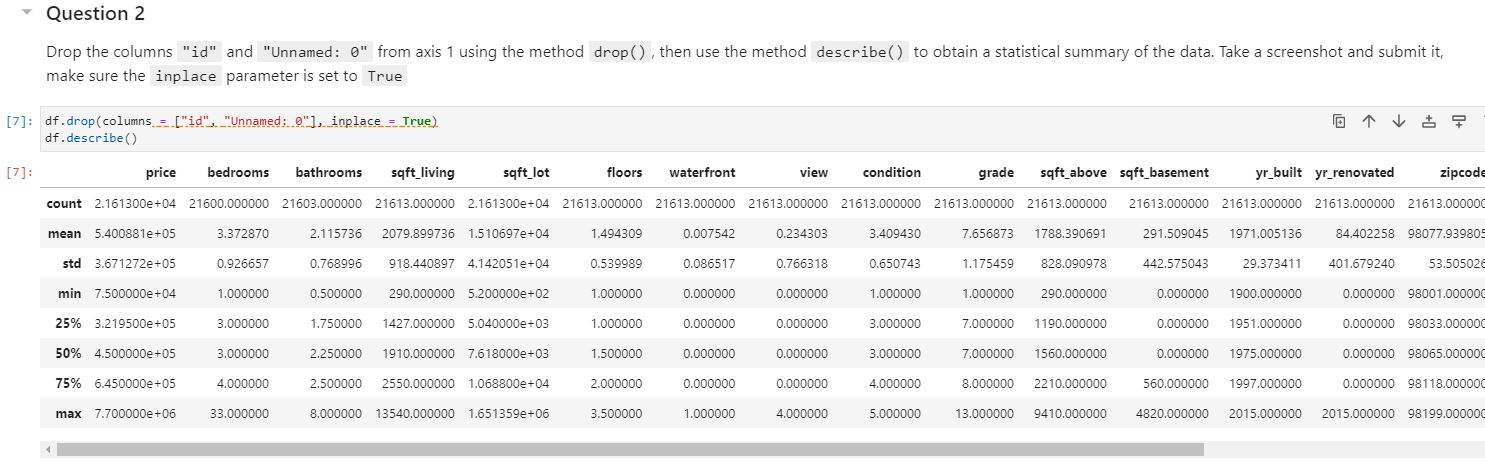 Question 2
Drop the columns "id" and "Unnamed: 0" from axis 1 using the method drop(), then use the method describe() to obtain a statistical summary of the data. Take a screenshot and submit it,
make sure the inplace parameter is set to True
[7]: df.drop(columns = ["id", "Unnamed: 0"], inplace = True)
df.describe()
[7]: price bedrooms bathrooms sqft_living sqft_lot floors waterfront view condition grade sqft_above sqft_basement yr_built yr_renovated zipcode
count 2.161300e+04 21600.000000 21603.000000 21613.000000 2.161300e+04 21613.000000 21613.000000 21613.000000 21613.000000 21613.000000 21613.000000 21613.000000 21613.000000 21613.000000 21613.000000
mean 5.400881e+05 3.372870 2.115736 2079.899736 1.510697e+04 1.494309 0.007542 0.234303 3.409430 7.656873 1788.390691 291.509045 1971.005136 84.402258 98077.939805
std 3.671272e+05 0.926657 0.768996 918.440897 4.142051e+04 0.539989 0.086517 0.766318 0.650743 1.175459 828.090978 442.575043 29.373411 401.679240 53.505026
min 7.500000e+04 1.000000 0.500000 290.000000 5.200000e+02 1.000000 0.000000 0.000000 1.000000 1.000000 290.000000 0.000000 1900.000000 0.000000 98001.000000
25% 3.219500e+05 3.000000 1.750000 1427.000000 5.040000e+03 1.000000 0.000000 0.000000 3.000000 7.000000 1190.000000 0.000000 1951.000000 0.000000 98033.000000
50% 4.500000e+05 3.000000 2.250000 1910.000000 7.618000e+03 1.500000 0.000000 0.000000 3.000000 7.000000 1560.000000 0.000000 1975.000000 0.000000 98065.000000
75% 6.450000e+05 4.000000 2.500000 2550.000000 1.068800e+04 2.000000 0.000000 0.000000 4.000000 8.000000 2210.000000 560.000000 1997.000000 0.000000 98118.000000
max 7.700000e+06 33.000000 8.000000 13540.000000 1.651359e+06 3.500000 1.000000 4.000000 5.000000 13.000000 9410.000000 4820.000000 2015.000000 2015.000000 98199.000000